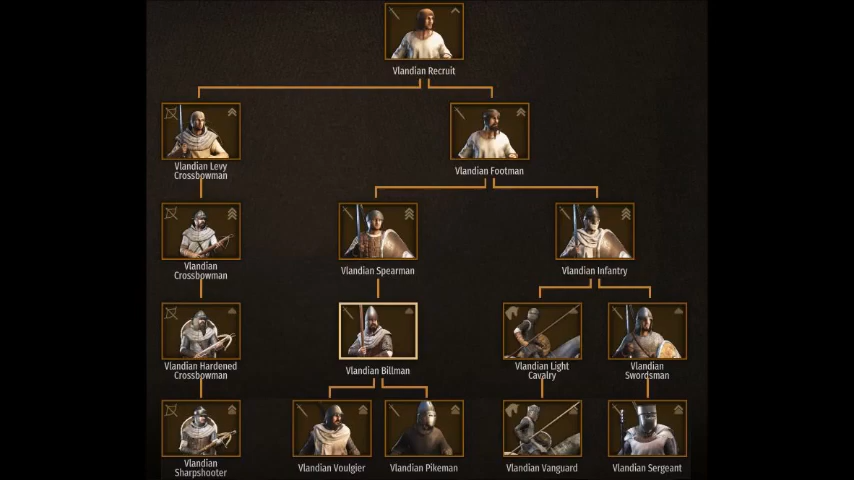 Vlandian Recruit
Vlandian Levy
Crossbowman
Vlandian Footman
Vlandian
Crossbowman
Vlandian Spearman
Vlandian Infantry
Vlandian Hardened
Crossbowman
Vlandian Billman
Vlandian Light
Cavalry
Vlandian
Swordsman
Vlandian
Sharpshooter
Vlandian Voulgier
Vlandian Pikeman
Vlandian Vanguard
Vlandian Sergeant